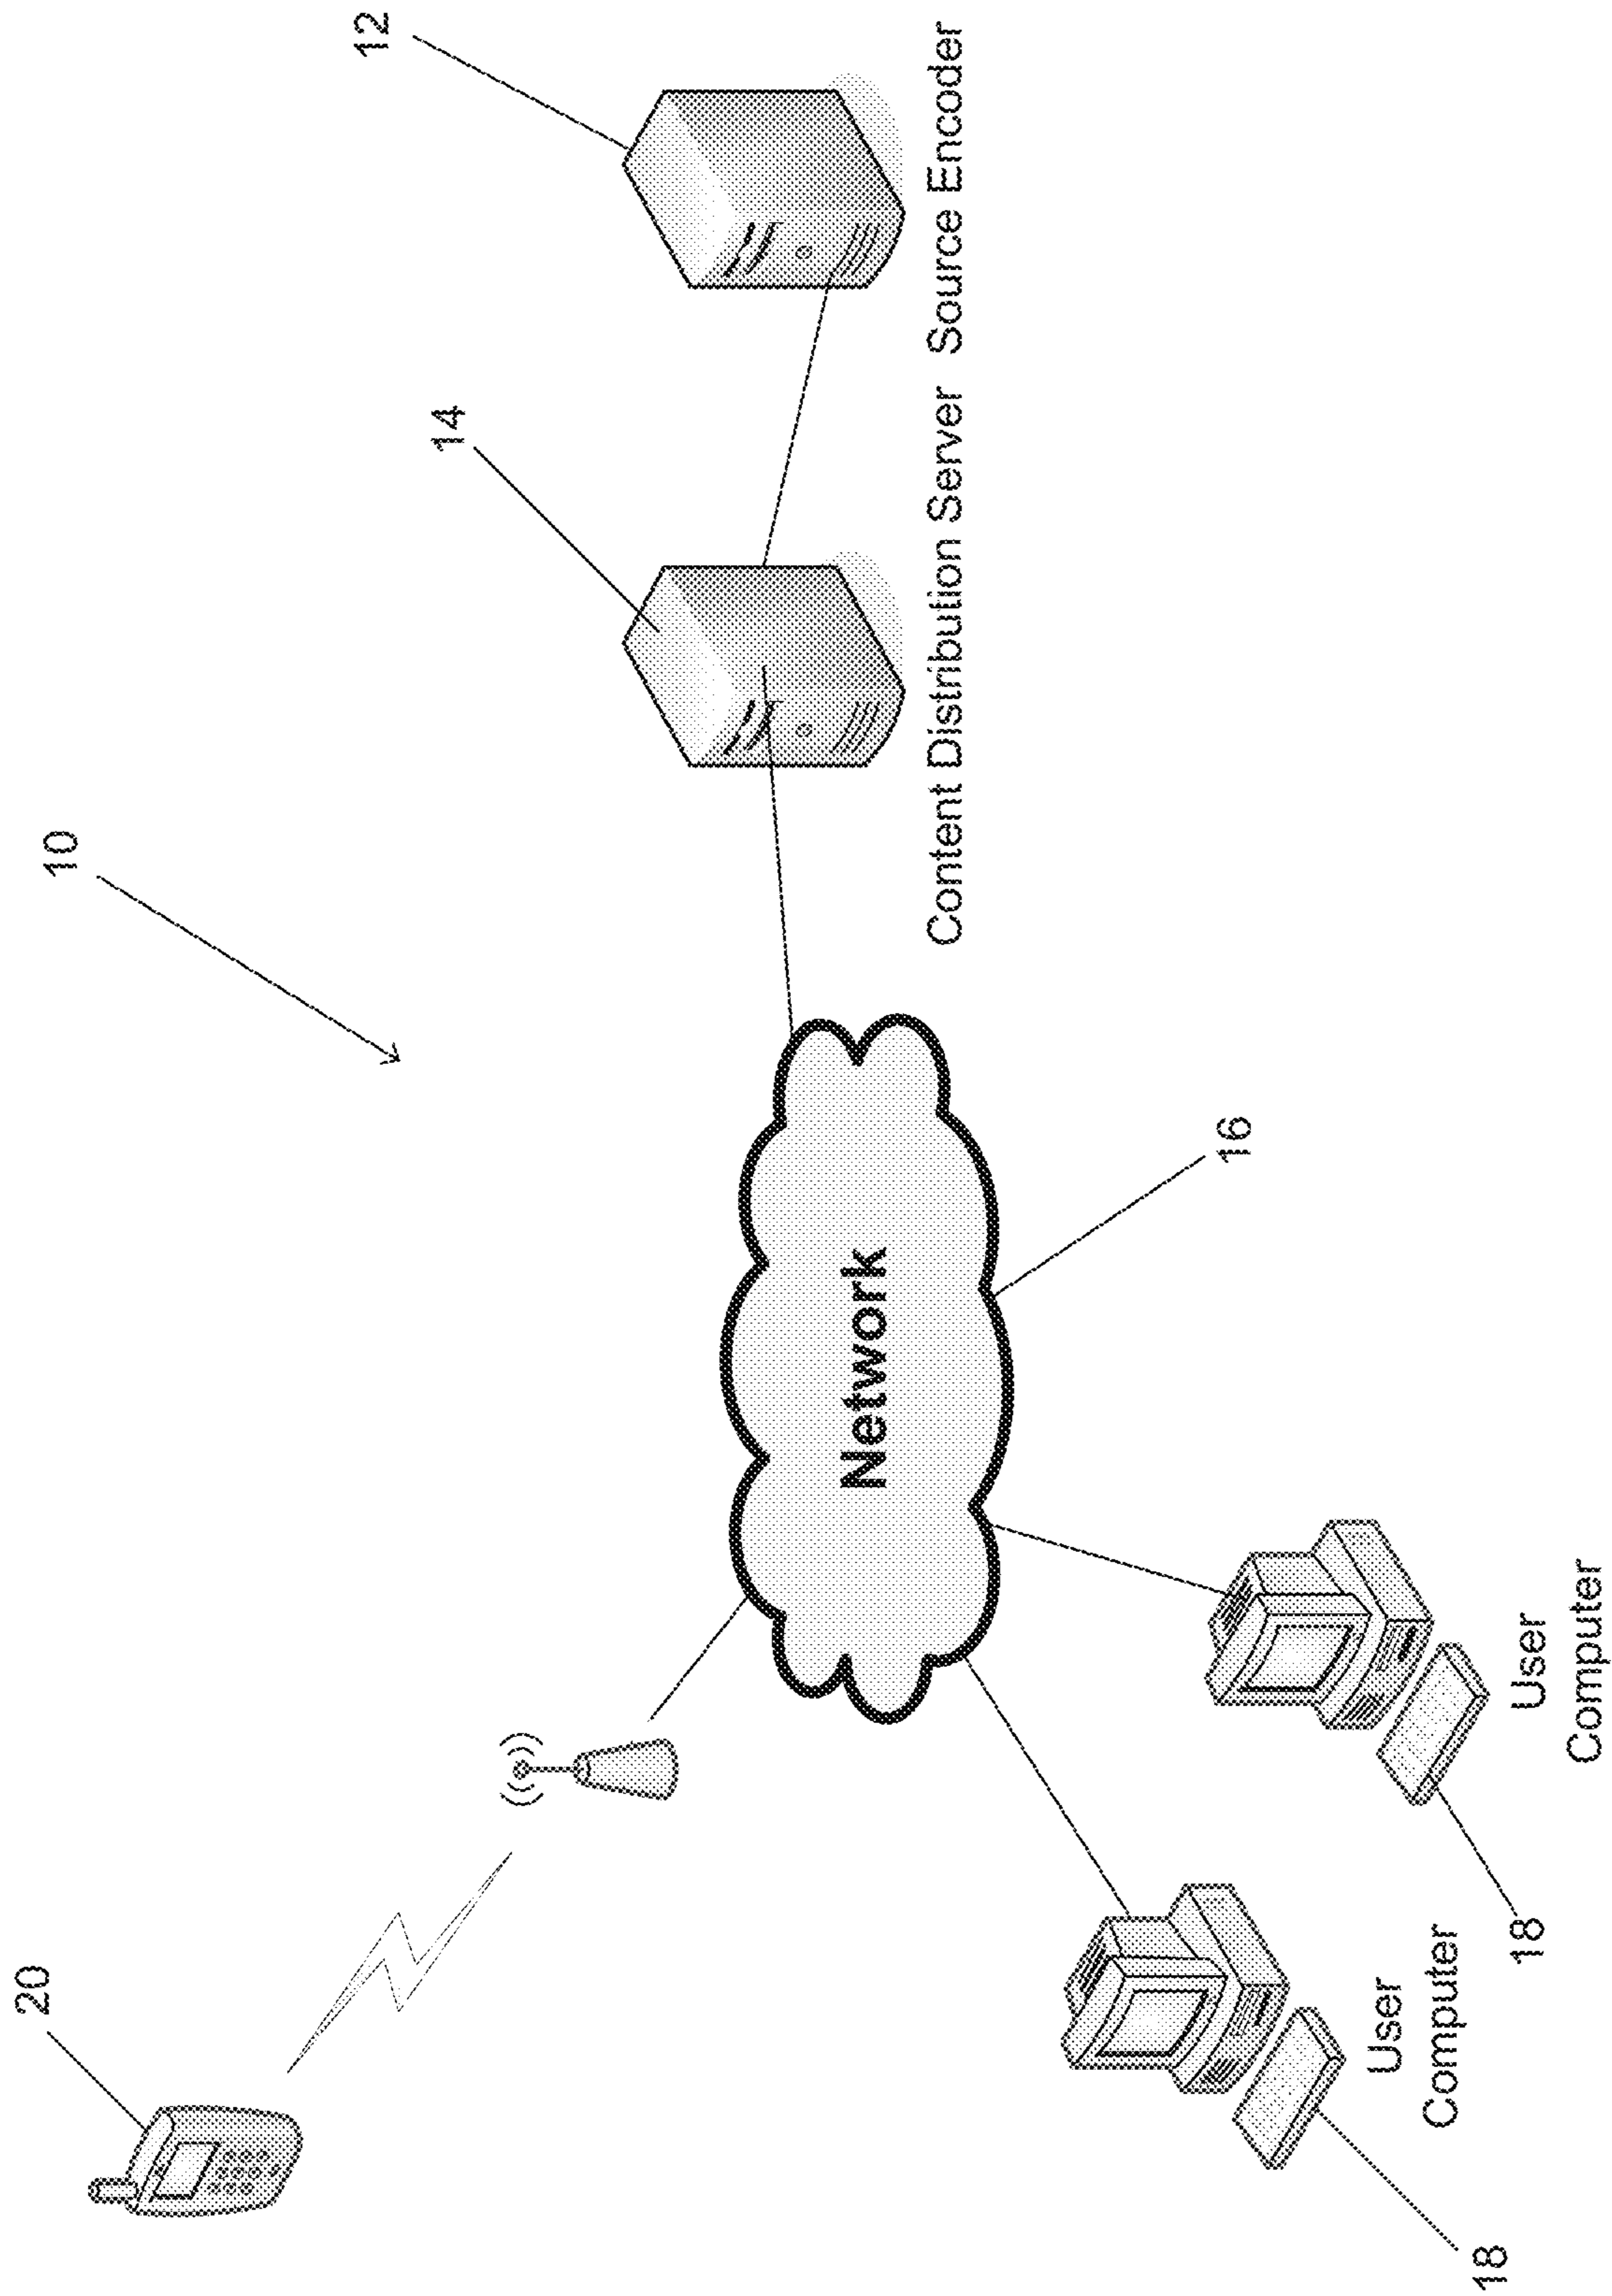 20
10
14
12
Network
Content Distribution Server
Source Encoder
16
User
Computer
18
User
Computer
18